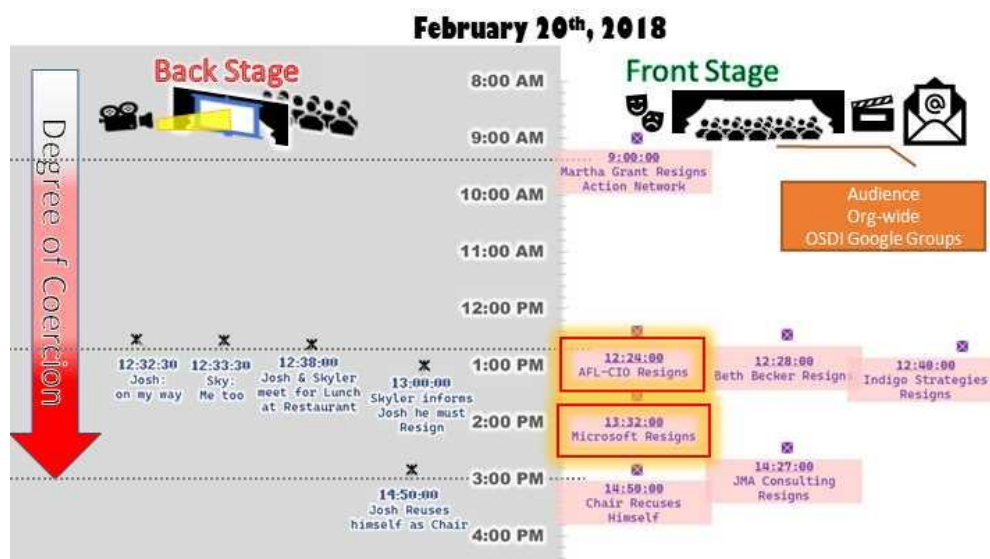 February 20th, 2018
Back Stage
Front Stage
Degree of Coercion
8:00 AM
9:00 AM
10:00 AM
11:00 AM
12:00 PM
1:00 PM
2:00 PM
3:00 PM
4:00 PM
@
Audience
Org-wide
OSDI Google Groups
9:00:00
Martha Grant Resigns
Action Network
12:32:30
Josh:
on my way
12:33:30
Sky:
Me too
12:38:00
Josh & Skyler
meet for Lunch
at Restaurant
13:00:00
Skyler informs
Josh he must
Resign
12:24:00
AFL-CIO Resigns
12:28:00
Beth Becker Resigns
12:40:00
Indigo Strategies
Resigns
13:32:00
Microsoft Resigns
14:27:00
JMA Consulting
Resigns
14:50:00
Josh Reuses
himself as Chair
14:50:00
Chair Recuses
Himself